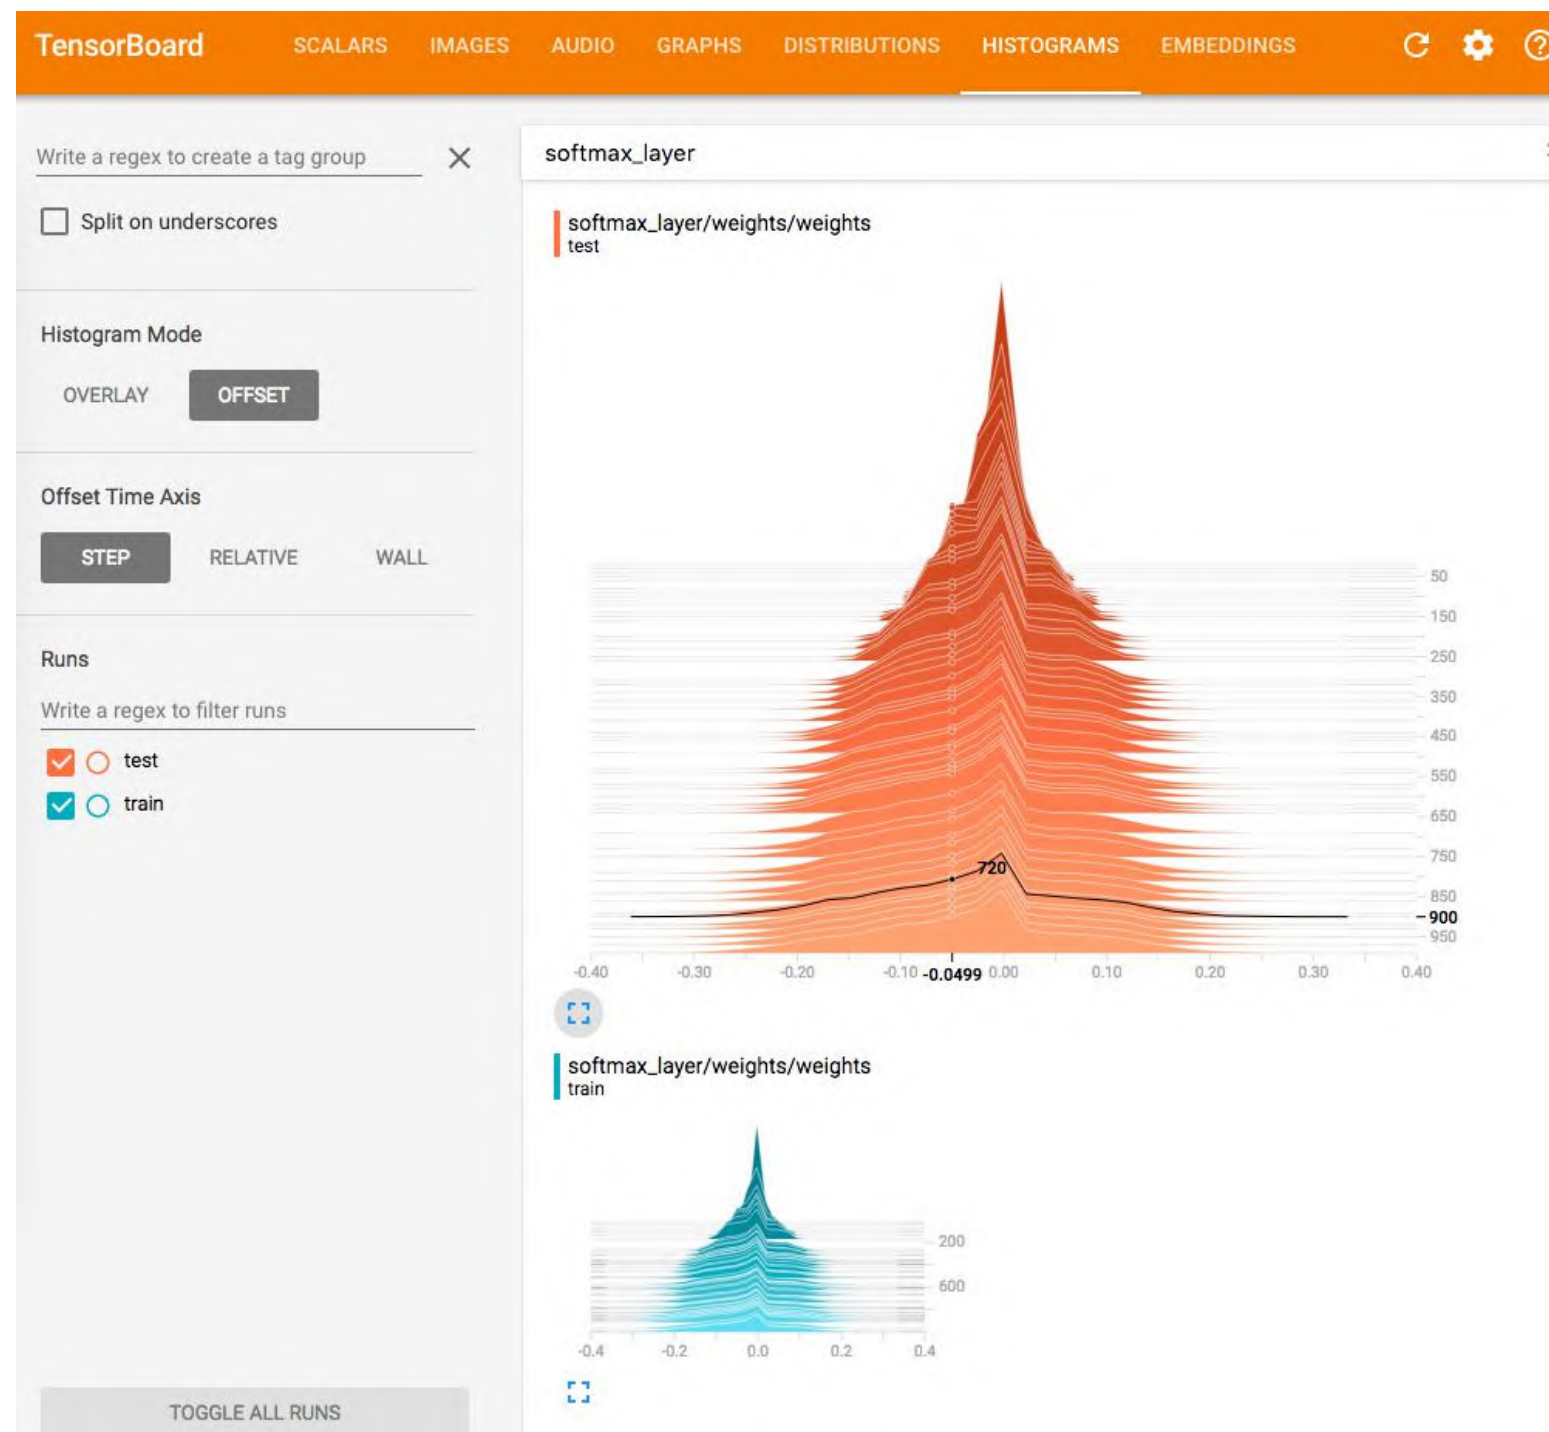 TensorBoard SCALARS IMAGES AUDIO GRAPHS DISTRIBUTIONS HISTOGRAMS EMBEDDINGS
Write a regex to create a tag group
Split on underscores
Histogram Mode
OVERLAY OFFSET
Offset Time Axis
STEP RELATIVE WALL
Runs
Write a regex to filter runs
test
train
TOGGLE ALL RUNS
softmax_layer
softmax_layer/weights/weights
test
50
150
250
350
450
550
650
750
720
850
900
950
-0.40 -0.30 -0.20 -0.10 -0.0499 0.00 0.10 0.20 0.30 0.40
softmax_layer/weights/weights
train
200
600
-0.4 -0.2 0.0 0.2 0.4